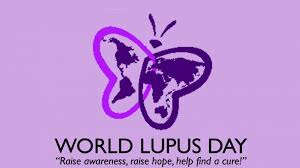 WORLD LUPUS DAY
“Raise awareness, raise hope, help find a cure!”